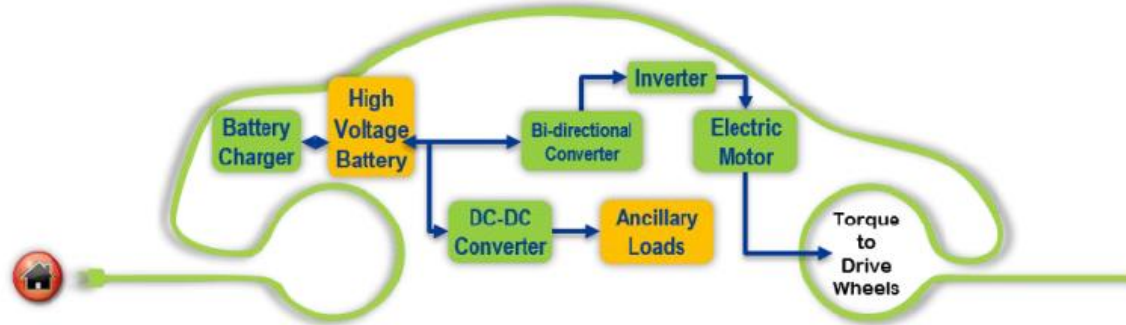 Battery
Charger
High
Voltage
Battery
Bi-directional
Converter
Inverter
Electric
Motor
DC-DC
Converter
Ancillary
Loads
Torque
to
Drive
Wheels